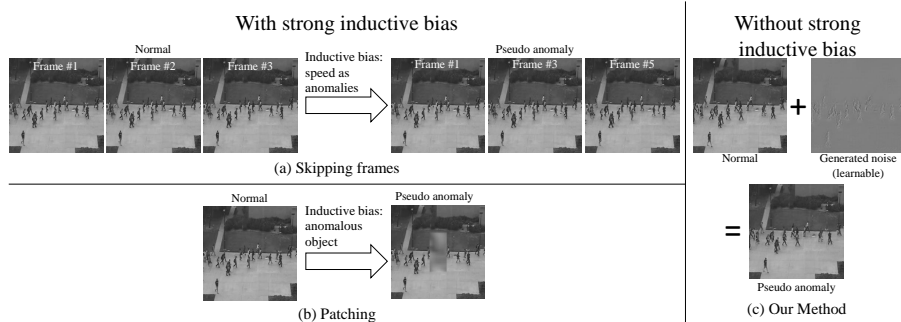 With strong inductive bias
Normal
Frame #1 Frame #2 Frame #3
Inductive bias:
speed as
anomalies
Pseudo anomaly
Frame #1 Frame #3 Frame #5
(a) Skipping frames
Normal
Inductive bias:
anomalous
object
Pseudo anomaly
(b) Patching
Without strong
inductive bias
+
Normal
Generated noise
(learnable)
=
Pseudo anomaly
(c) Our Method